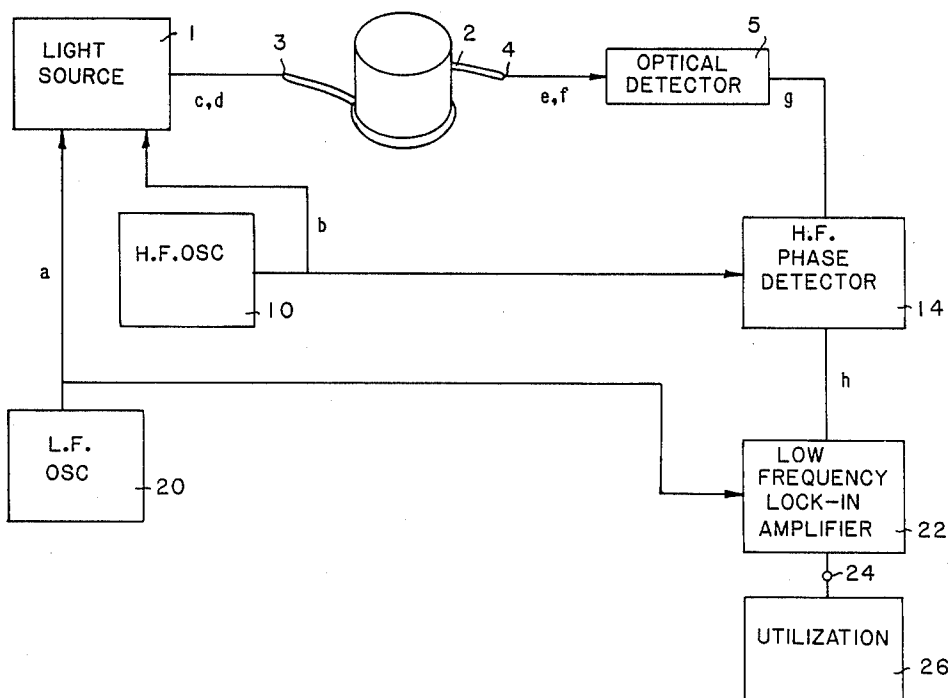 LIGHT
SOURCE
1
3
2
4
5
OPTICAL
DETECTOR
c,d
e,f
g
a
b
H.F. OSC
10
H.F.
PHASE
DETECTOR
14
h
L.F.
OSC
20
LOW
FREQUENCY
LOCK-IN
AMPLIFIER
22
24
UTILIZATION
26